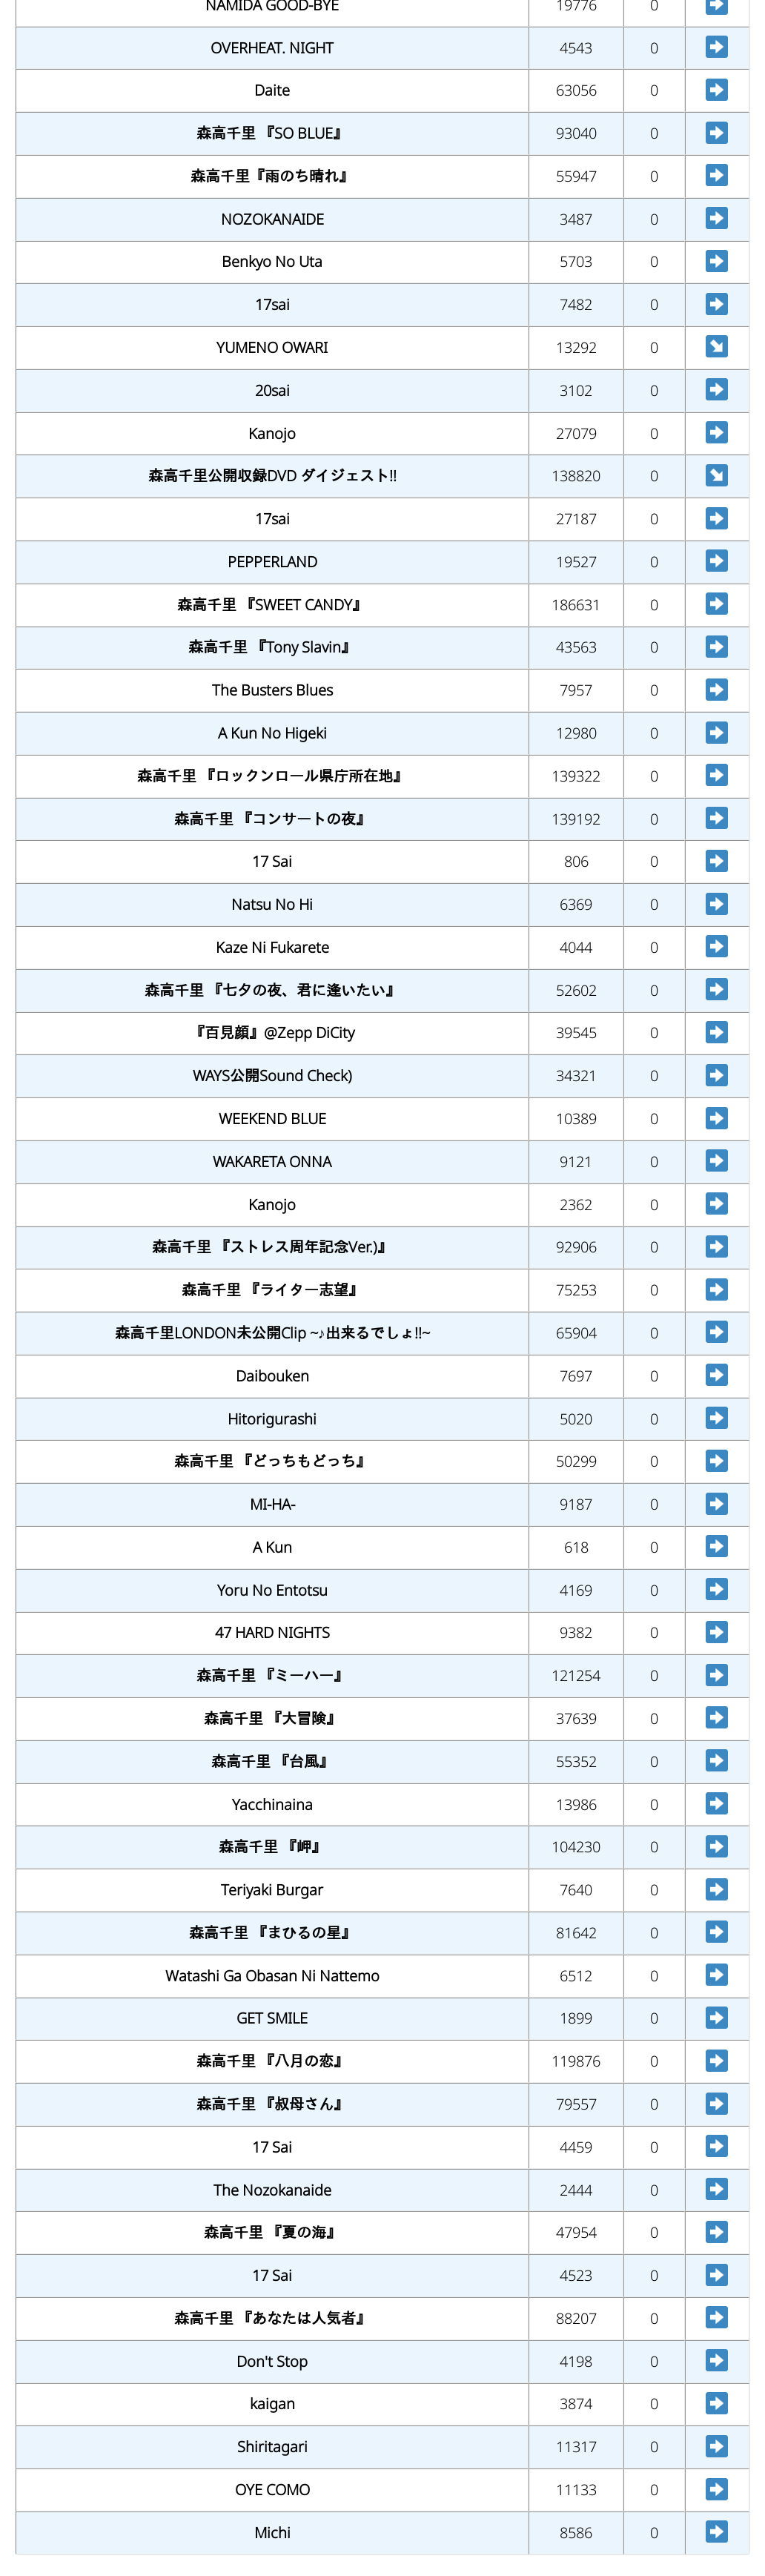 NAMIDA GOOD-BYE 19776 0
OVERHEAT. NIGHT 4543 0
Daite 63056 0
森高千里 『SO BLUE』 93040 0
森高千里『雨のち晴れ』 55947 0
NOZOKANAIDE 3487 0
Benkyo No Uta 5703 0
17sai 7482 0
YUMENO OWARI 13292 0
20sai 3102 0
Kanojo 27079 0
森高千里公開収録DVD ダイジェスト!! 138820 0
17sai 27187 0
PEPPERLAND 19527 0
森高千里 『SWEET CANDY』 186631 0
森高千里 『Tony Slavin』 43563 0
The Busters Blues 7957 0
A Kun No Higeki 12980 0
森高千里 『ロックンロール県庁所在地』 139322 0
森高千里 『コンサートの夜』 139192 0
17 Sai 806 0
Natsu No Hi 6369 0
Kaze Ni Fukarete 4044 0
森高千里 『七夕の夜、君に逢いたい』 52602 0
『百見顔』@Zepp DiCity 39545 0
WAYS公開Sound Check) 34321 0
WEEKEND BLUE 10389 0
WAKARETA ONNA 9121 0
Kanojo 2362 0
森高千里 『ストレス周年記念Ver.)』 92906 0
森高千里 『ライター志望』 75253 0
森高千里LONDON未公開Clip ~♪出来るでしょ!!~ 65904 0
Daibouken 7697 0
Hitorigurashi 5020 0
森高千里 『どっちもどっち』 50299 0
MI-HA- 9187 0
A Kun 618 0
Yoru No Entotsu 4169 0
47 HARD NIGHTS 9382 0
森高千里 『ミーハー』 121254 0
森高千里 『大冒険』 37639 0
森高千里 『台風』 55352 0
Yacchinaina 13986 0
森高千里 『岬』 104230 0
Teriyaki Burgar 7640 0
森高千里 『まひるの星』 81642 0
Watashi Ga Obasan Ni Nattemo 6512 0
GET SMILE 1899 0
森高千里 『八月の恋』 119876 0
森高千里 『叔母さん』 79557 0
17 Sai 4459 0
The Nozokanaide 2444 0
森高千里 『夏の海』 47954 0
17 Sai 4523 0
森高千里 『あなたは人気者』 88207 0
Don't Stop 4198 0
kaigan 3874 0
Shiritagari 11317 0
OYE COMO 11133 0
Michi 8586 0